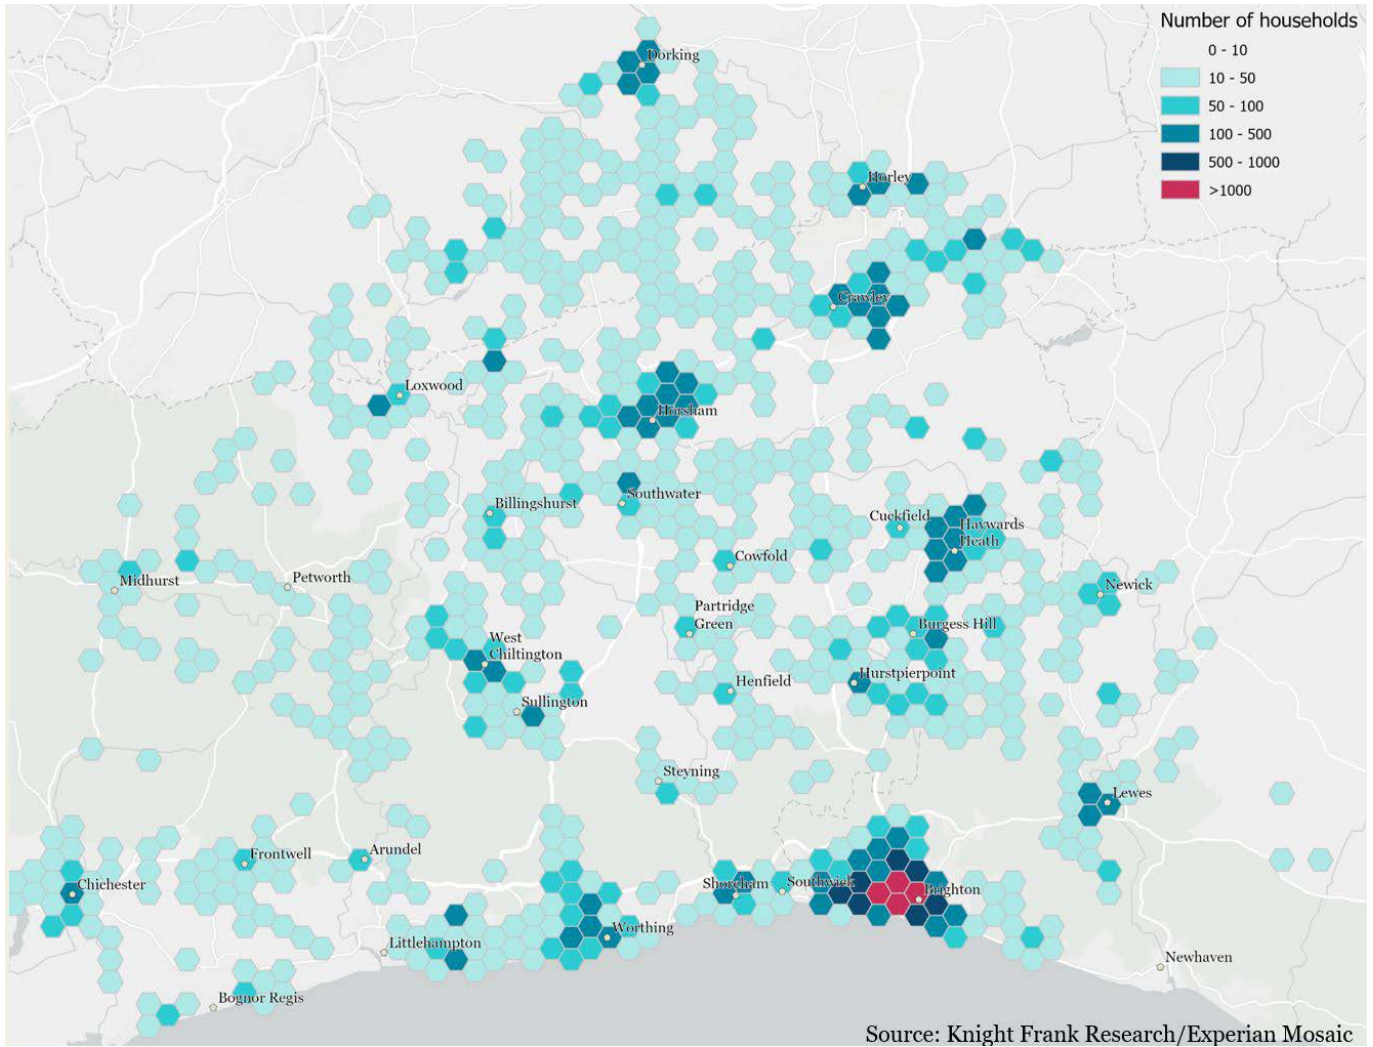 Number of households
0 - 10
10 - 50
50 - 100
100 - 500
500 - 1000
>1000
Dorking
Horley
Crawley
Loxwood
Horsham
Billingshurst
Southwater
Cuckfield
Haywards
Heath
Cowfold
Midhurst
Petworth
Newick
Partridge
Green
Burgess Hill
West
Chiltington
Henfield
Hurstpierpoint
Sullington
Steyning
Lewes
Frontwell
Arundel
Chichester
Shoreham
Southwick
Brighton
Worthing
Littlehampton
Newhaven
Bognor Regis
Source: Knight Frank Research/Experian Mosaic